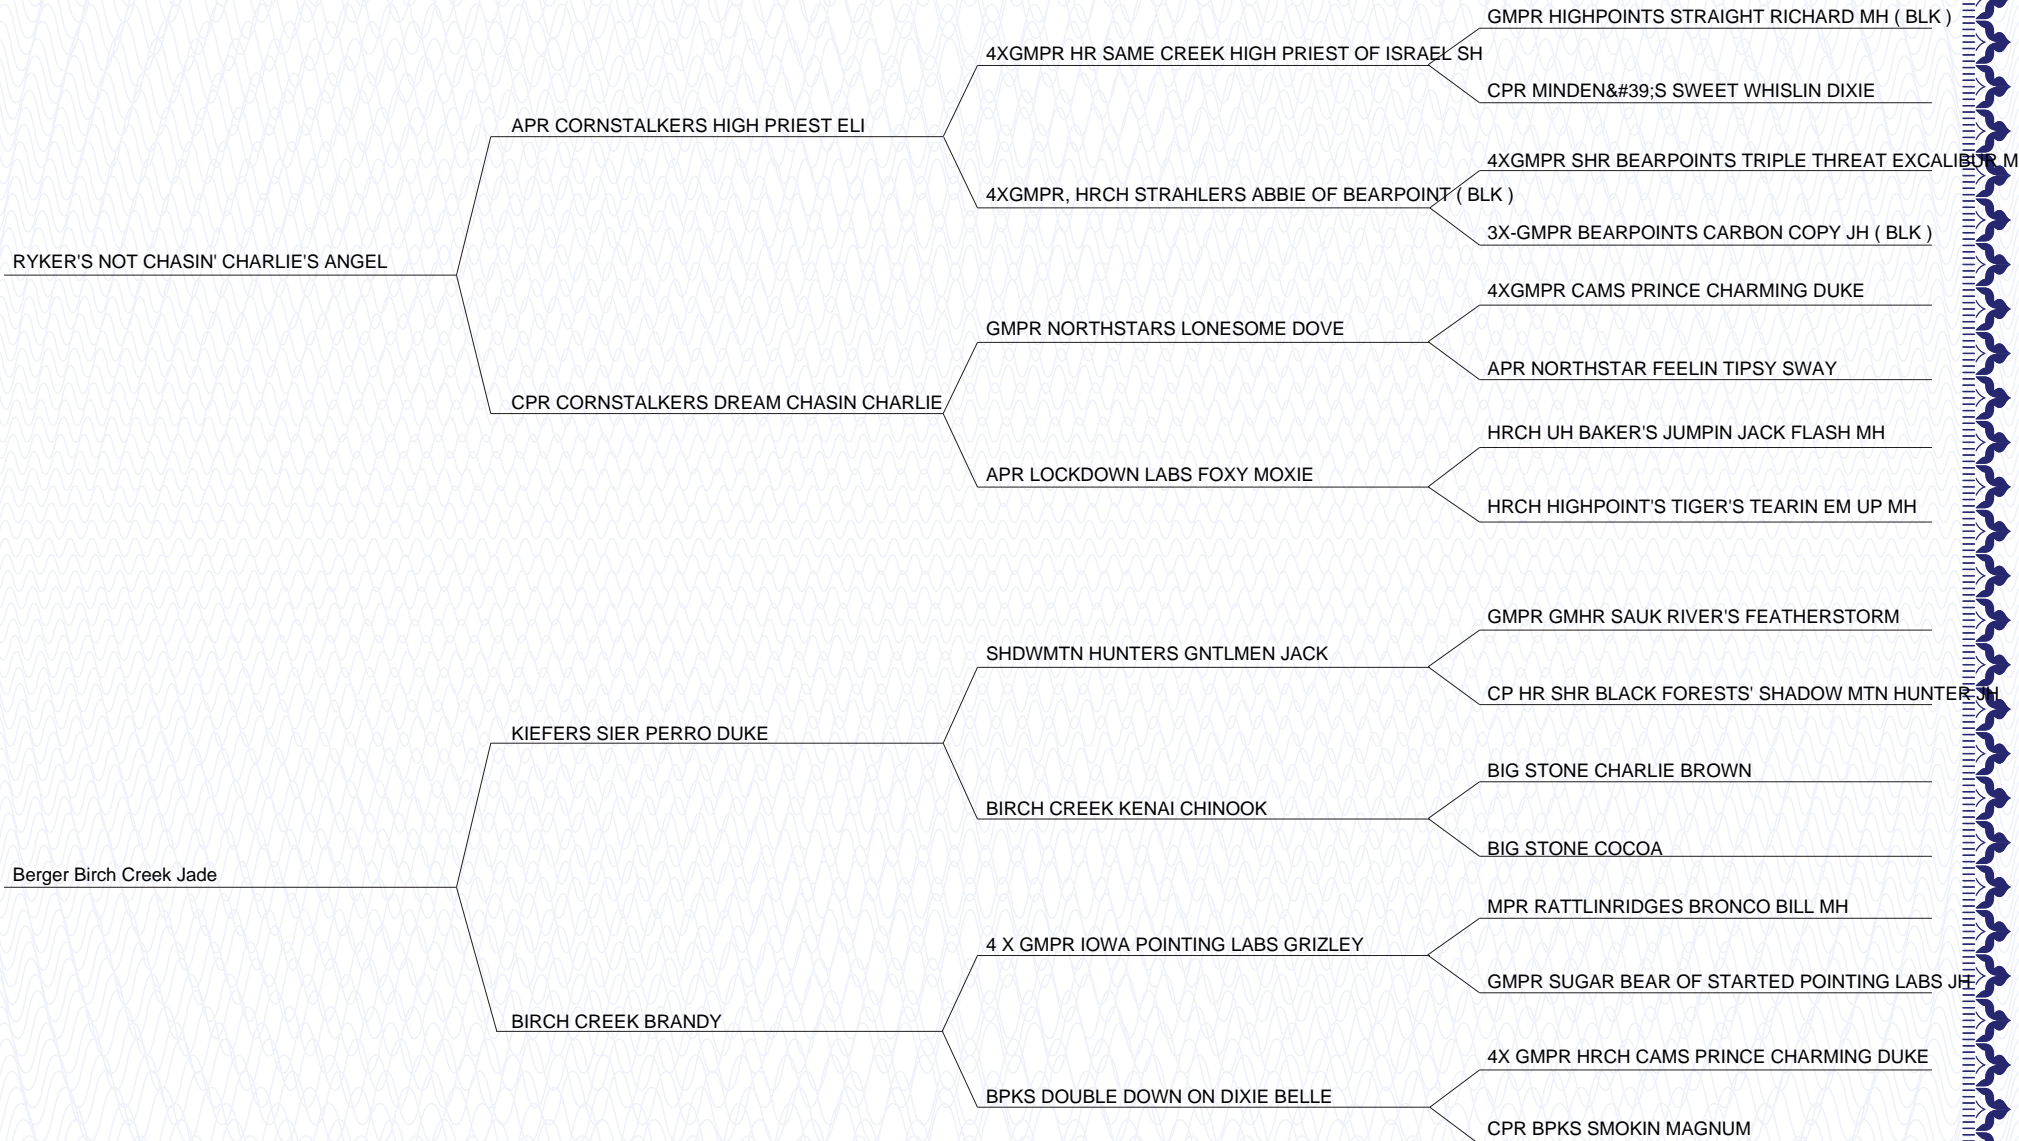 GMPR HIGHPOINTS STRAIGHT RICHARD MH ( BLK )
4XGMPR HR SAME CREEK HIGH PRIEST OF ISRAEL SH
CPR MINDEN&#39;S SWEET WHISLIN DIXIE
APR CORNSTALKERS HIGH PRIEST ELI
4XGMPR SHR BEARPOINTS TRIPLE THREAT EXCALIBUR M
4XGMPR, HRCH STRAHLERS ABBIE OF BEARPOINT ( BLK )
3X-GMPR BEARPOINTS CARBON COPY JH ( BLK )
RYKER'S NOT CHASIN' CHARLIE'S ANGEL
4XGMPR CAMS PRINCE CHARMING DUKE
GMPR NORTHSTARS LONESOME DOVE
APR NORTHSTAR FEELIN TIPSY SWAY
CPR CORNSTALKERS DREAM CHASIN CHARLIE
HRCH UH BAKER'S JUMPIN JACK FLASH MH
APR LOCKDOWN LABS FOXY MOXIE
HRCH HIGHPOINT'S TIGER'S TEARIN EM UP MH
GMPR GMHR SAUK RIVER'S FEATHERSTORM
SHDWMTN HUNTERS GNTLMEN JACK
CP HR SHR BLACK FORESTS' SHADOW MTN HUNTER JH
KIEFERS SIER PERRO DUKE
BIG STONE CHARLIE BROWN
BIRCH CREEK KENAI CHINOOK
BIG STONE COCOA
Berger Birch Creek Jade
MPR RATTLINRIDGES BRONCO BILL MH
4 X GMPR IOWA POINTING LABS GRIZLEY
GMPR SUGAR BEAR OF STARTED POINTING LABS JH
BIRCH CREEK BRANDY
4X GMPR HRCH CAMS PRINCE CHARMING DUKE
BPKS DOUBLE DOWN ON DIXIE BELLE
CPR BPKS SMOKIN MAGNUM